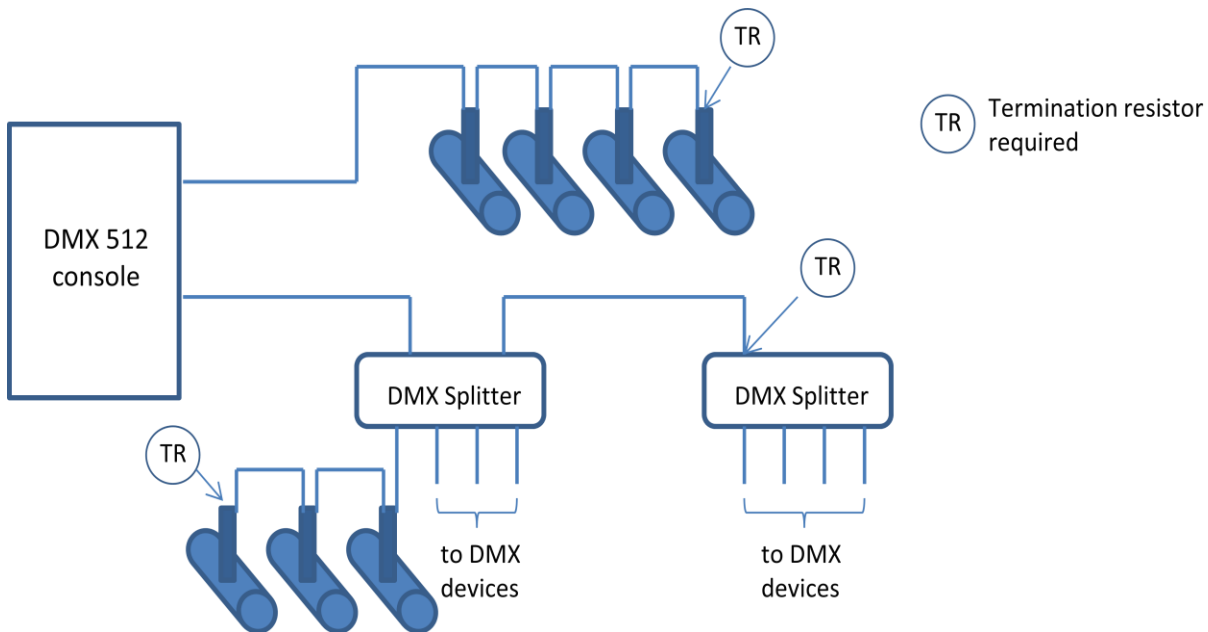 TR
TR
Termination resistor
required
DMX 512
console
TR
DMX Splitter
DMX Splitter
TR
to DMX
devices
to DMX
devices